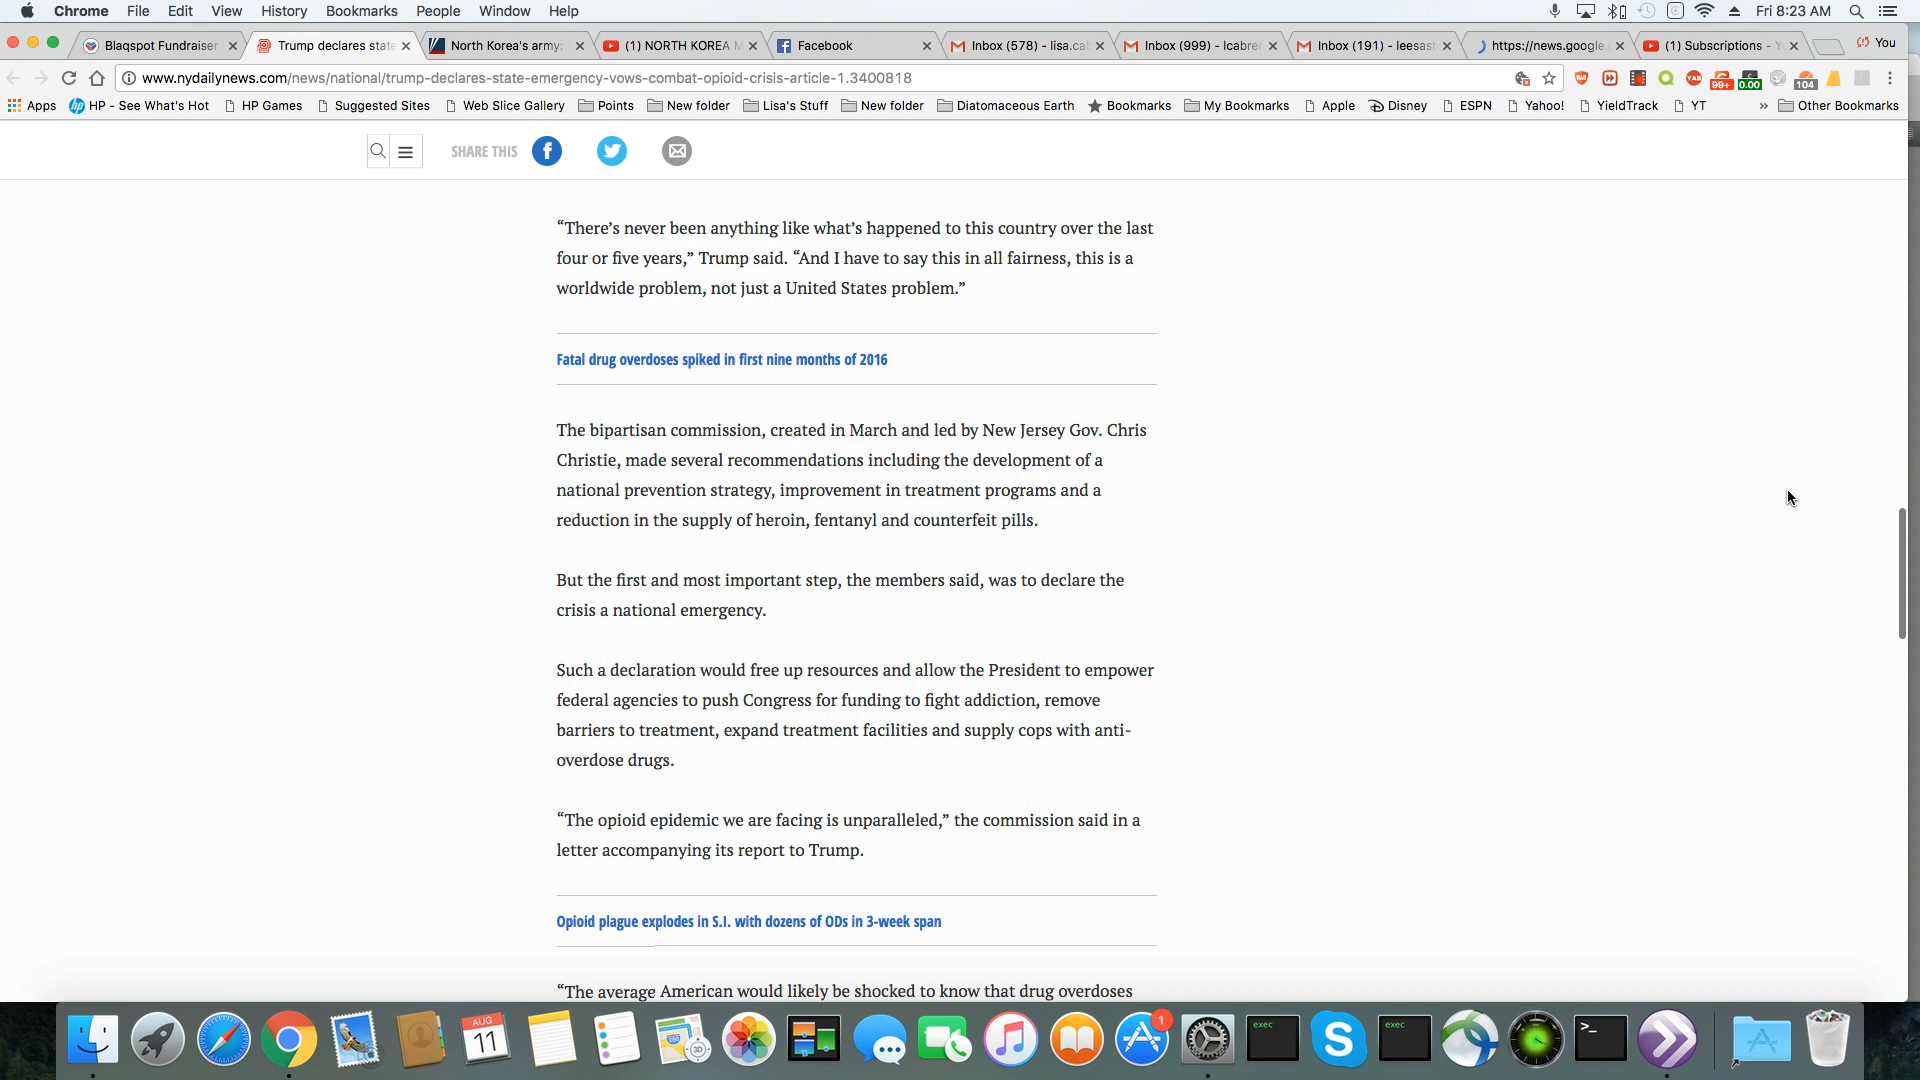 Chrome File Edit View History Bookmarks People Window Help Fri 8:23 AM
Blaqspot Fundraiser Trump declares state North Korea's army: (1) NORTH KOREA M Facebook Inbox (578) - lisa.cal Inbox (999) - lcabrer Inbox (191) - leesast https://news.google. (1) Subscriptions - Y You
www.nydailynews.com/news/national/trump-declares-state-emergency-vows-combat-opioid-crisis-article-1.3400818 99+ 0.00 104
Apps HP - See What's Hot HP Games Suggested Sites Web Slice Gallery Points New folder Lisa's Stuff New folder Diatomaceous Earth Bookmarks My Bookmarks Apple Disney ESPN Yahoo! YieldTrack YT » Other Bookmarks
SHARE THIS
“There’s never been anything like what’s happened to this country over the last
four or five years,” Trump said. “And I have to say this in all fairness, this is a
worldwide problem, not just a United States problem.”
Fatal drug overdoses spiked in first nine months of 2016
The bipartisan commission, created in March and led by New Jersey Gov. Chris
Christie, made several recommendations including the development of a
national prevention strategy, improvement in treatment programs and a
reduction in the supply of heroin, fentanyl and counterfeit pills.
But the first and most important step, the members said, was to declare the
crisis a national emergency.
Such a declaration would free up resources and allow the President to empower
federal agencies to push Congress for funding to fight addiction, remove
barriers to treatment, expand treatment facilities and supply cops with anti-
overdose drugs.
“The opioid epidemic we are facing is unparalleled,” the commission said in a
letter accompanying its report to Trump.
Opioid plague explodes in S.I. with dozens of ODs in 3-week span
“The average American would likely be shocked to know that drug overdoses
AUG 11 3D 1 exec exec